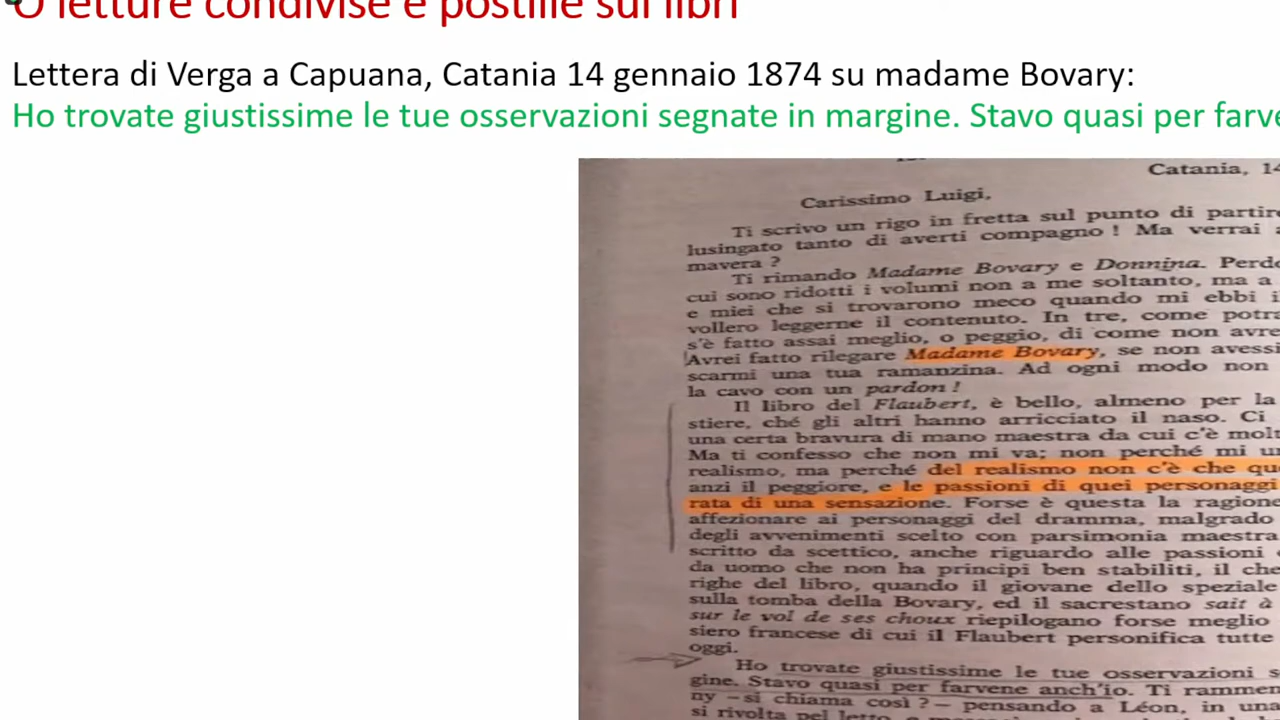 O letture condivise e postille sui libri
Lettera di Verga a Capuana, Catania 14 gennaio 1874 su madame Bovary:
Ho trovate giustissime le tue osservazioni segnate in margine. Stavo quasi per farve
Catania, 14
Carissimo Luigi,
Ti scrivo un rigo in fretta sul punto di partire
lusingato tanto di averti compagno ! Ma verrai a
mavera ?
Ti rimando Madame Bovary e Donnina. Perdo
cui sono ridotti i volumi non a me soltanto, ma a
e miei che si trovarono meco quando mi ebbi i
vollero leggerne il contenuto. In tre, come potra
s'è fatto assai meglio, o peggio, di come non avre
Avrei fatto rilegare Madame Bovary, se non avessi
scarmi una tua ramanzina. Ad ogni modo non
la cavo con un pardon !
Il libro del Flaubert, è bello, almeno per la
stiere, ché gli altri hanno arricciato il naso. Ci
una certa bravura di mano maestra da cui c'è molt
Ma ti confesso che non mi va; non perché mi ur
realismo, ma perché del realismo non c'è che qu
anzi il peggiore, e le passioni di quei personaggi
rata di una sensazione. Forse è questa la ragione
affezionare ai personaggi del dramma, malgrado
degli avvenimenti scelto con parsimonia maestra
scritto da scettico, anche riguardo alle passioni
da uomo che non ha principi ben stabiliti, il che
righe del libro, quando il giovane dello speziale
sulla tomba della Bovary, ed il sacrestano sait à
sur le vol de ses choux riepilogano forse meglio
siero francese di cui il Flaubert personifica tutte
oggi.
Ho trovate giustissime le tue osservazioni s
gine. Stavo quasi per farvene anch'io. Ti rammen
ny – si chiama così ? – pensando a Léon, in una
si rivolta pel letto